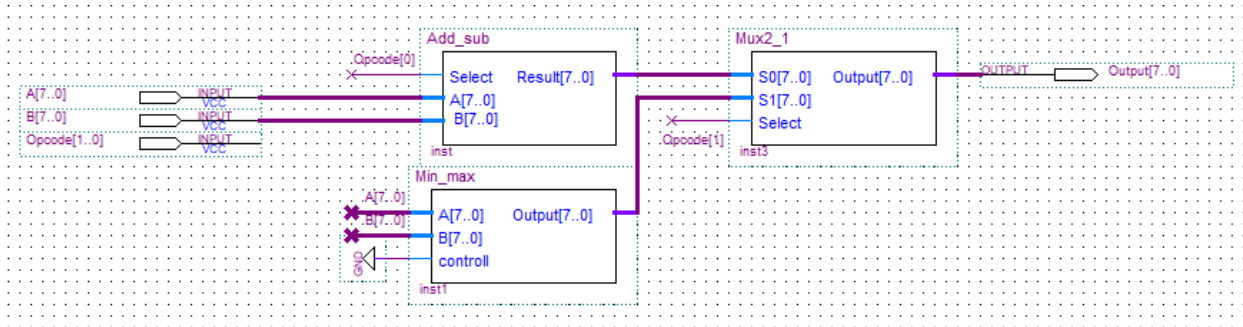 Add_sub
Mux2_1
Opcode[0]
Select Result[7..0]
S0[7..0] Output[7..0]
OUTPUT Output[7..0]
A[7..0] INPUT
VCC
A[7..0]
S1[7..0]
B[7..0] INPUT
VCC
B[7..0]
Select
Opcode[1..0] INPUT
VCC
Opcode[1]
inst
inst3
Min_max
A[7..0]
A[7..0] Output[7..0]
B[7..0]
B[7..0]
GND
controll
inst1